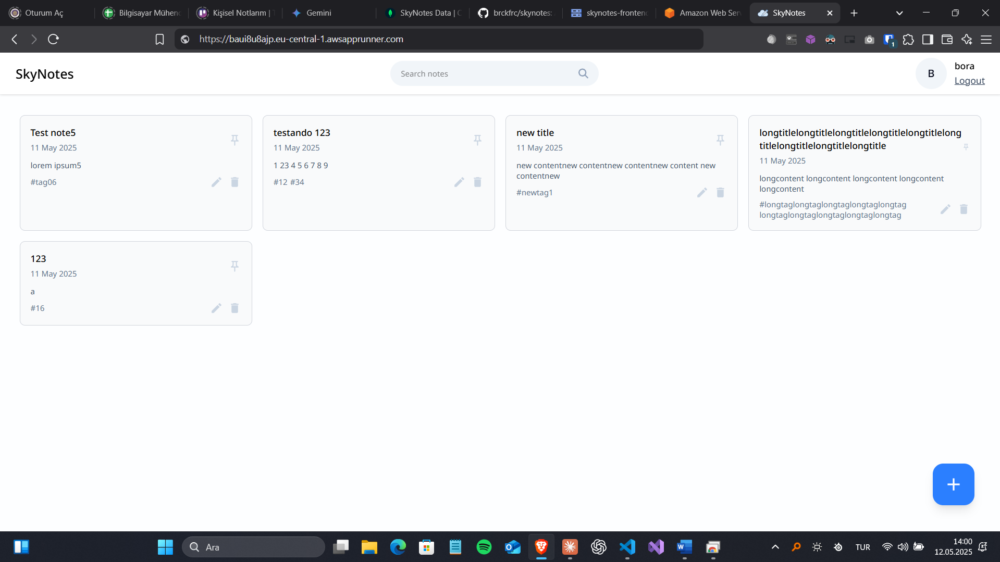 Oturum Aç
Bilgisayar Mühen
Kişisel Notlarım |
Gemini
SkyNotes Data |
brckfrc/skynotes:
skynotes-frontend
Amazon Web Serv
SkyNotes
https://baui8u8ajp.eu-central-1.awsapprunner.com
1
SkyNotes
Search notes
B
bora
Logout
Test note5
11 May 2025
lorem ipsum5
#tag06
testando 123
11 May 2025
1 23 4 5 6 7 8 9
#12 #34
new title
11 May 2025
new contentnew contentnew contentnew content new
contentnew
#newtag1
longtitlelongtitlelongtitlelongtitlelongtitlelong
titlelongtitlelongtitlelongtitle
11 May 2025
longcontent longcontent longcontent longcontent
longcontent
#longtaglongtaglongtaglongtaglongtag
longtaglongtaglongtaglongtaglongtag
123
11 May 2025
a
#16
Ara
TUR
14:00
12.05.2025